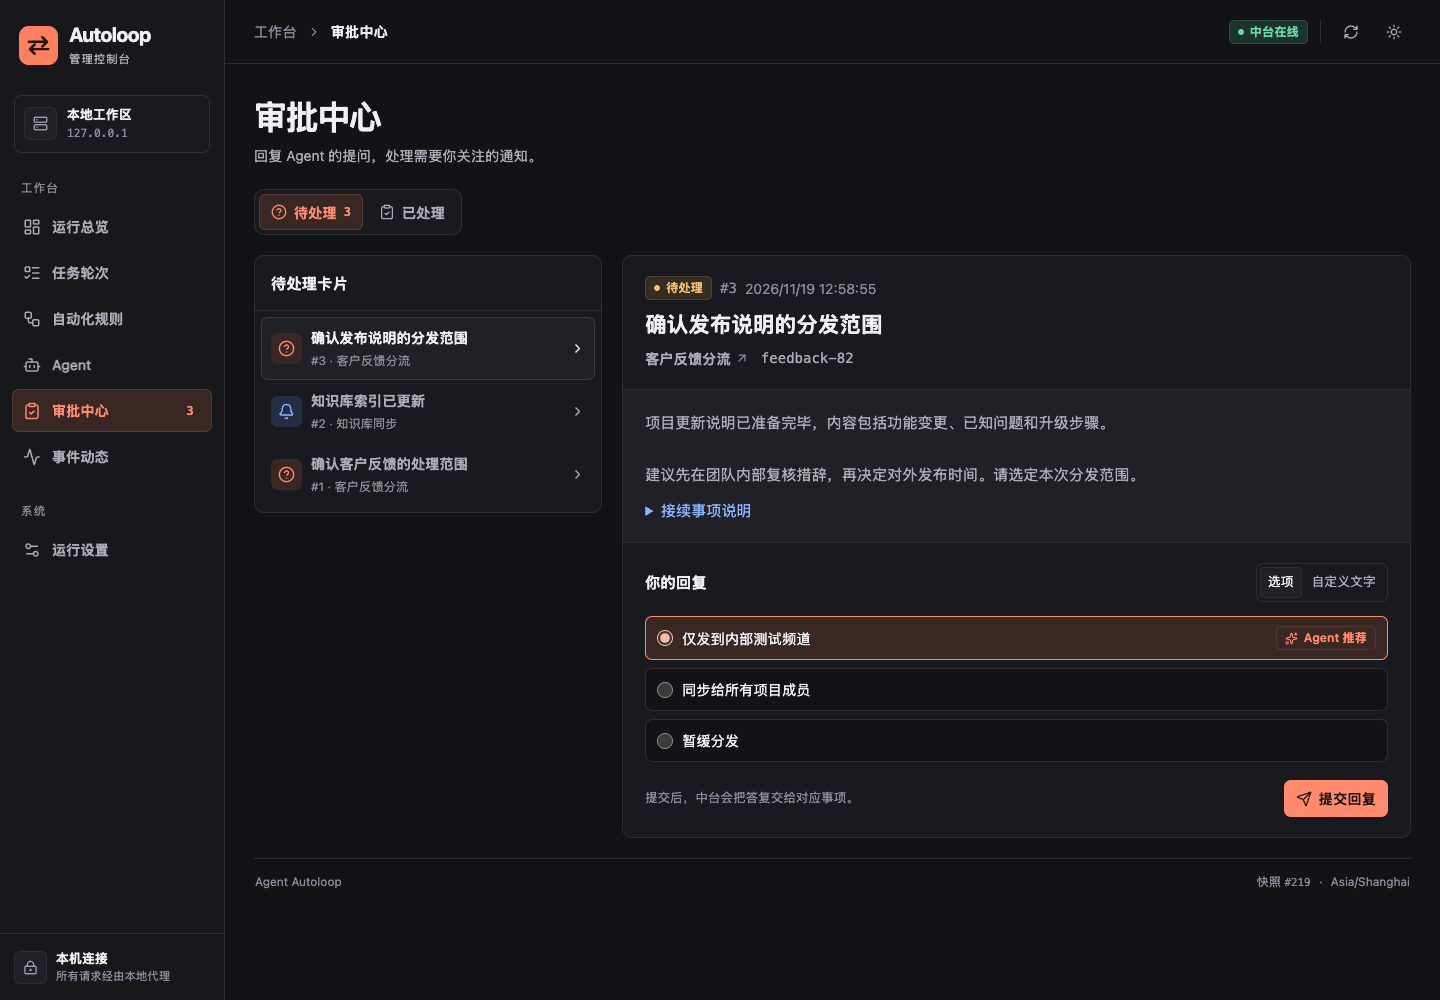 Autoloop
管理控制台
本地工作区
127.0.0.1
工作台
运行总览
任务轮次
自动化规则
Agent
审批中心 3
事件动态
系统
运行设置
本机连接
所有请求经由本地代理
工作台 审批中心
中台在线
审批中心
回复 Agent 的提问，处理需要你关注的通知。
待处理 3 已处理
待处理卡片
确认发布说明的分发范围
#3 · 客户反馈分流
知识库索引已更新
#2 · 知识库同步
确认客户反馈的处理范围
#1 · 客户反馈分流
待处理 #3 2026/11/19 12:58:55
确认发布说明的分发范围
客户反馈分流 feedback-82
项目更新说明已准备完毕，内容包括功能变更、已知问题和升级步骤。
建议先在团队内部复核措辞，再决定对外发布时间。请选定本次分发范围。
接续事项说明
你的回复
选项 自定义文字
仅发到内部测试频道 Agent 推荐
同步给所有项目成员
暂缓分发
提交后，中台会把答复交给对应事项。
提交回复
Agent Autoloop
快照 #219 · Asia/Shanghai